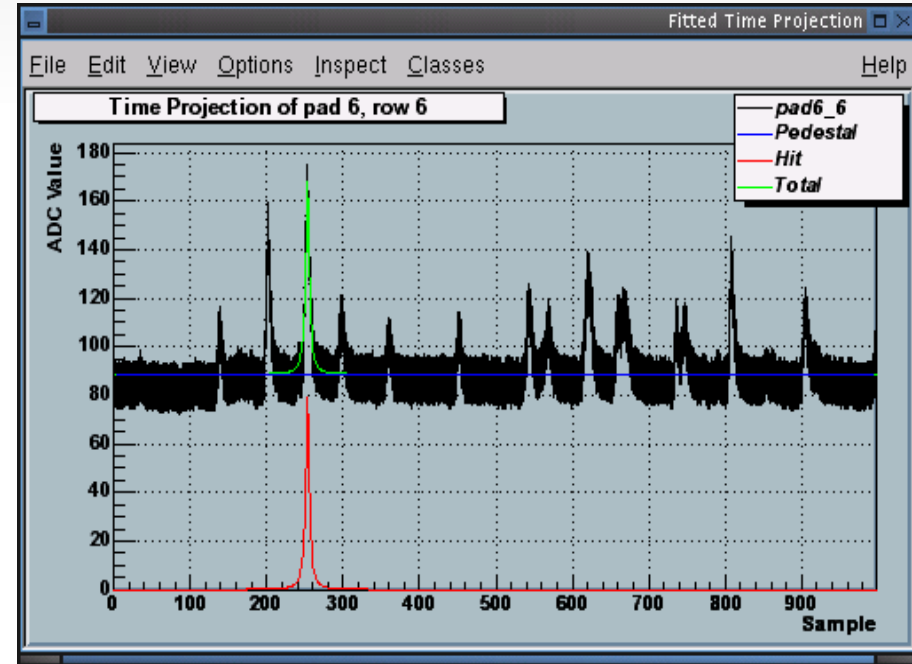 Fitted Time Projection
File Edit View Options Inspect Classes Help
Time Projection of pad 6, row 6
pad6_6
Pedestal
Hit
Total
ADC Value
180
160
140
120
100
80
60
40
20
0
0 100 200 300 400 500 600 700 800 900
Sample